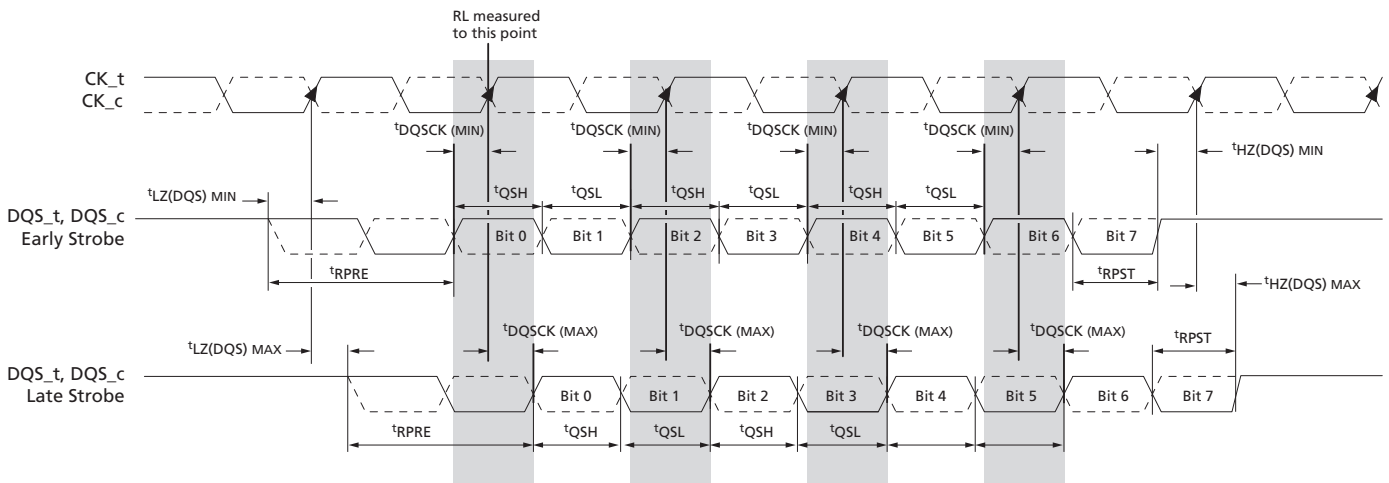 RL measured
to this point
CK_t
CK_c
tDQSCK (MIN) tDQSCK (MIN) tDQSCK (MIN) tDQSCK (MIN)
tHZ(DQS) MIN
tLZ(DQS) MIN
tQSH tQSL tQSH tQSL tQSH tQSL
DQS_t, DQS_c
Early Strobe
Bit 0 Bit 1 Bit 2 Bit 3 Bit 4 Bit 5 Bit 6 Bit 7
tRPRE
tRPST
tHZ(DQS) MAX
tLZ(DQS) MAX
tDQSCK (MAX) tDQSCK (MAX) tDQSCK (MAX) tDQSCK (MAX)
tRPST
DQS_t, DQS_c
Late Strobe
Bit 0 Bit 1 Bit 2 Bit 3 Bit 4 Bit 5 Bit 6 Bit 7
tRPRE
tQSH tQSL tQSH tQSL